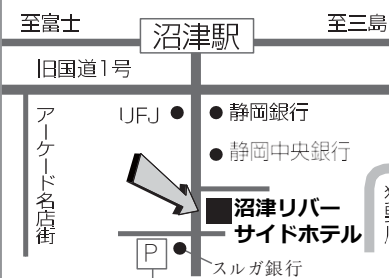 至富士
至三島
沼津駅
旧国道1号
アーケード名店街
UFJ
静岡銀行
静岡中央銀行
沼津リバー
サイドホテル
P
スルガ銀行